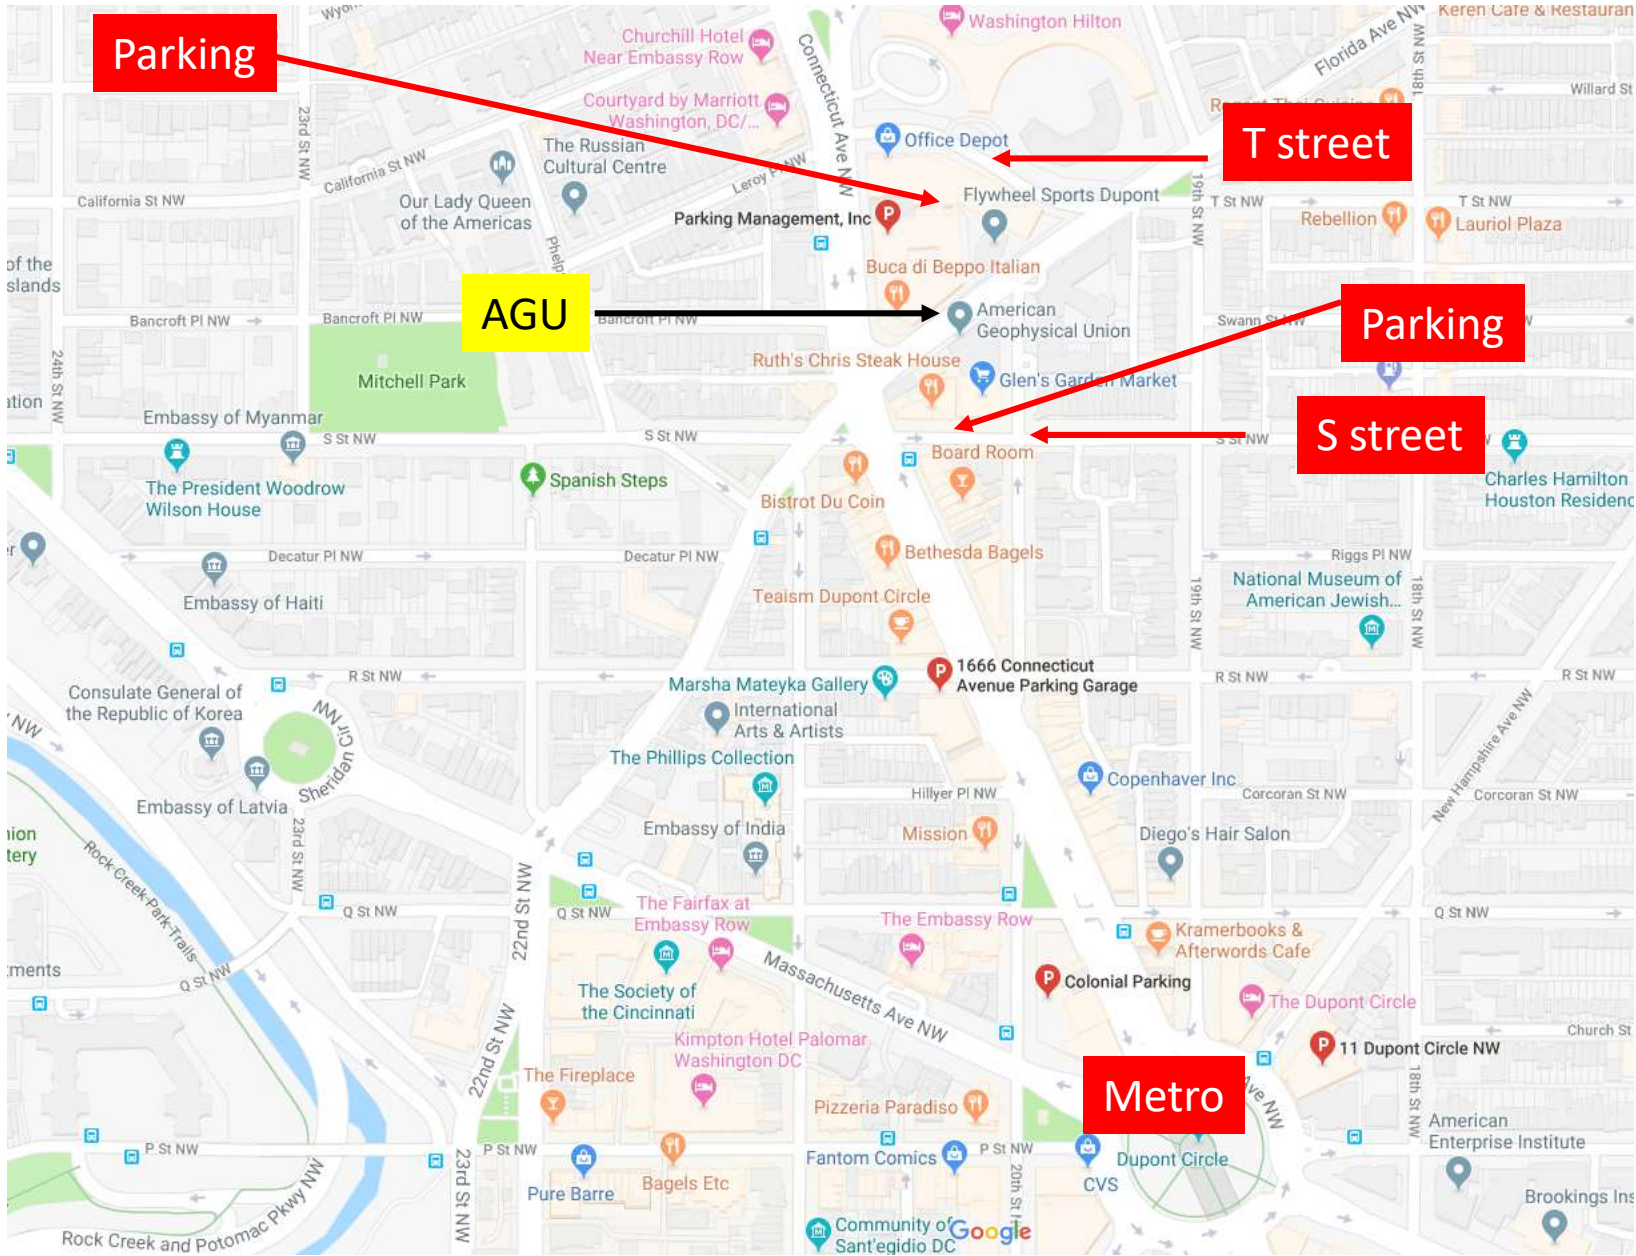 Wyo
Churchill Hotel
Near Embassy Row
Washington Hilton
Keren Cafe & Restauran
Parking
Connecticut Ave NW
Florida Ave NW
18th St NW
Willard St
Courtyard by Marriott
Washington, DC/...
23rd St NW
The Russian
Cultural Centre
Office Depot
T street
California St NW
Leroy Pl NW
California St NW
Our Lady Queen
of the Americas
Flywheel Sports Dupont
19th St NW
T St NW
T St NW
Parking Management, Inc
Rebellion
Lauriol Plaza
of the
slands
Phelp
Buca di Beppo Italian
AGU
American
Geophysical Union
Parking
Bancroft Pl NW
Bancroft Pl NW
Bancroft Pl NW
Swann St NW
24th St NW
Ruth's Chris Steak House
Glen's Garden Market
Mitchell Park
ation
Embassy of Myanmar
S street
S St NW
S St NW
S St NW
Board Room
Charles Hamilton
Houston Residenc
The President Woodrow
Wilson House
Spanish Steps
Bistrot Du Coin
er
Decatur Pl NW
Decatur Pl NW
Bethesda Bagels
Riggs Pl NW
National Museum of
American Jewish...
Embassy of Haiti
Teaism Dupont Circle
19th St NW
18th St NW
R St NW
1666 Connecticut
Avenue Parking Garage
R St NW
R St NW
Marsha Mateyka Gallery
Consulate General of
the Republic of Korea
International
Arts & Artists
NW
Sheridan Cir NW
The Phillips Collection
Copenhaver Inc
New Hampshire Ave NW
Embassy of Latvia
Hillyer Pl NW
Corcoran St NW
Corcoran St NW
23rd St NW
Embassy of India
Mission
Diego's Hair Salon
nion
tery
Rock Creek Park Trails
22nd St NW
The Fairfax at
Embassy Row
Q St NW
Q St NW
The Embassy Row
Q St NW
Kramerbooks &
Afterwords Cafe
tments
Q St NW
Massachusetts Ave NW
The Society of
the Cincinnati
Colonial Parking
The Dupont Circle
22nd St NW
Kimpton Hotel Palomar
Washington DC
Church St
11 Dupont Circle NW
The Fireplace
Metro
Ave NW
18th St NW
Pizzeria Paradiso
American
Enterprise Institute
P St NW
23rd St NW
P St NW
Fantom Comics
P St NW
20th St N
CVS
Dupont Circle
Pure Barre
Bagels Etc
Brookings Ins
Rock Creek and Potomac Pkwy NW
Community of
Sant'egidio DC
Google